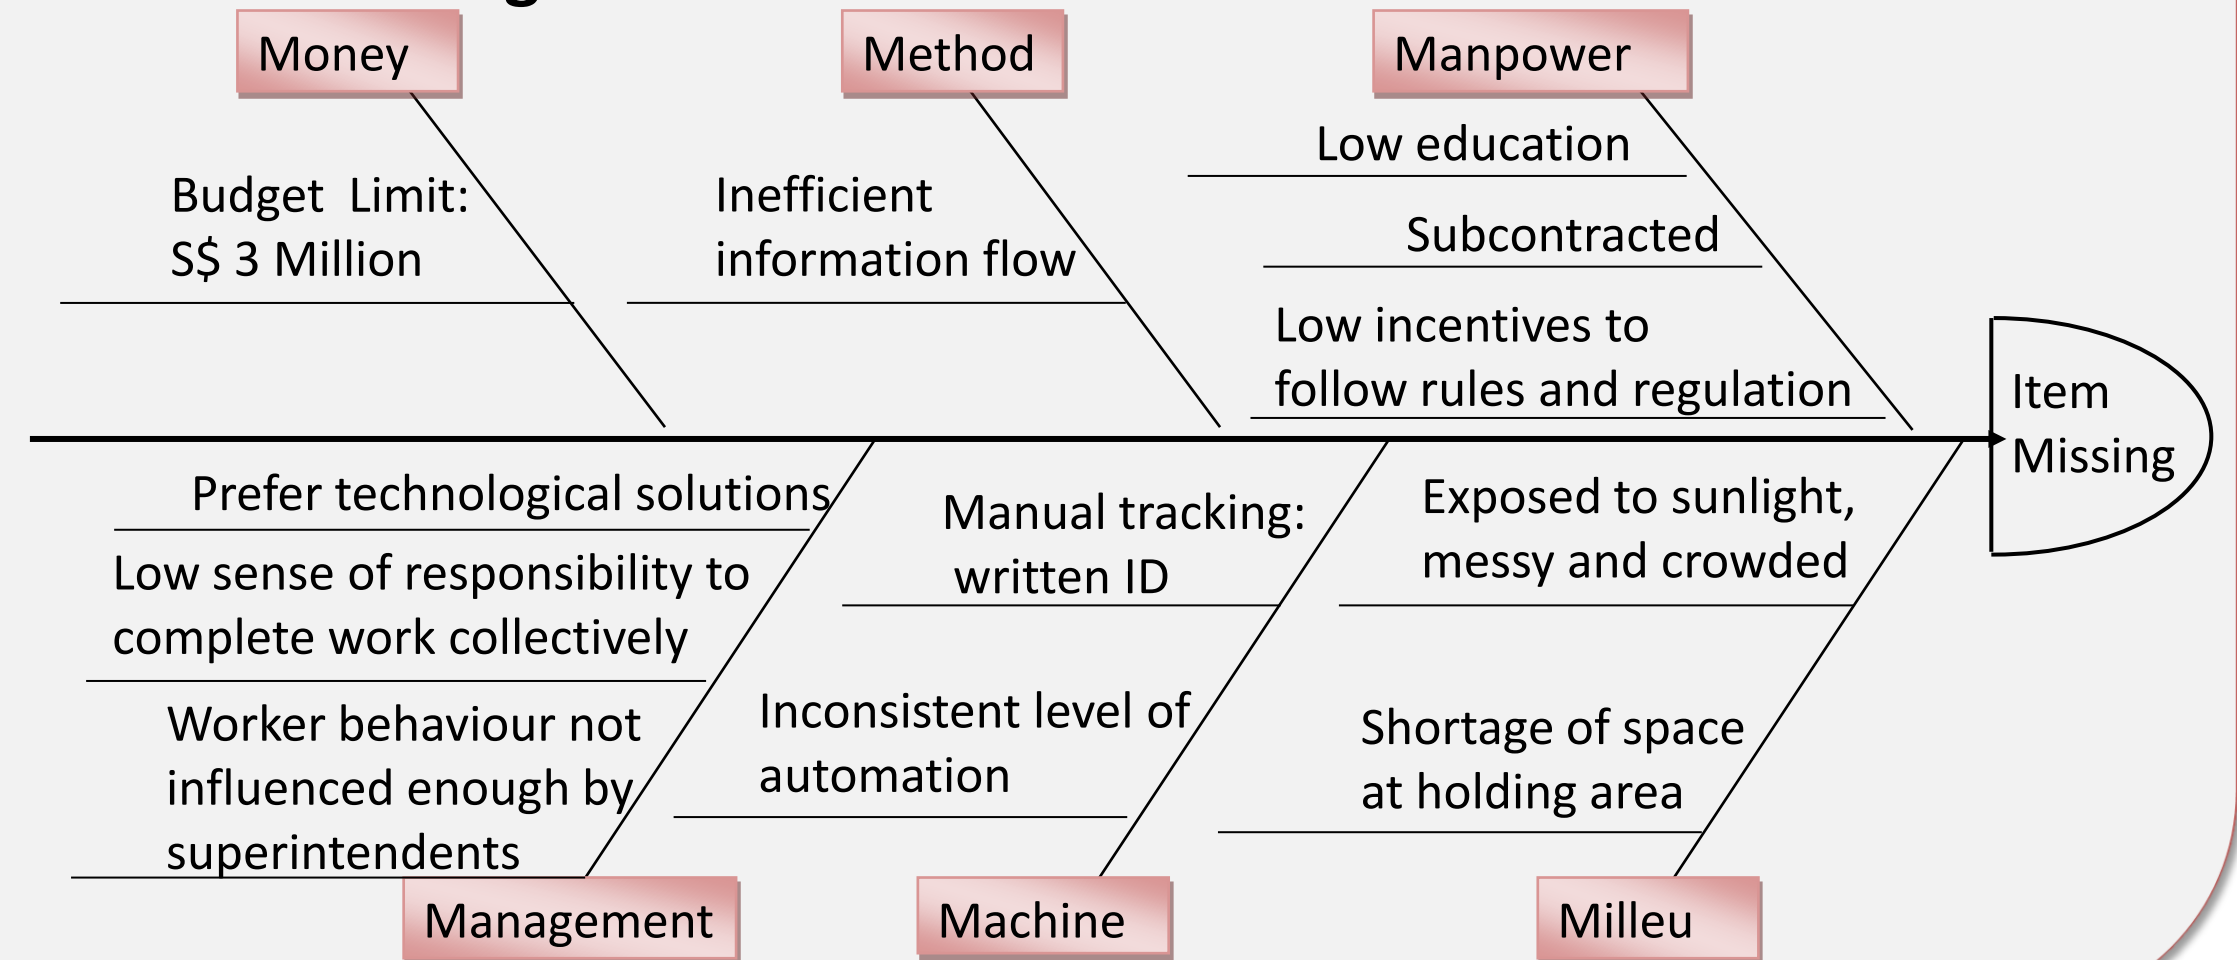 Money
Method
Manpower
Budget  Limit:
S$ 3 Million
Inefficient
information flow
Low education
Subcontracted
Low incentives to
follow rules and regulation
Item
Missing
Prefer technological solutions
Low sense of responsibility to
complete work collectively
Worker behaviour not
influenced enough by
superintendents
Manual tracking:
written ID
Inconsistent level of
automation
Exposed to sunlight,
messy and crowded
Shortage of space
at holding area
Management
Machine
Milleu